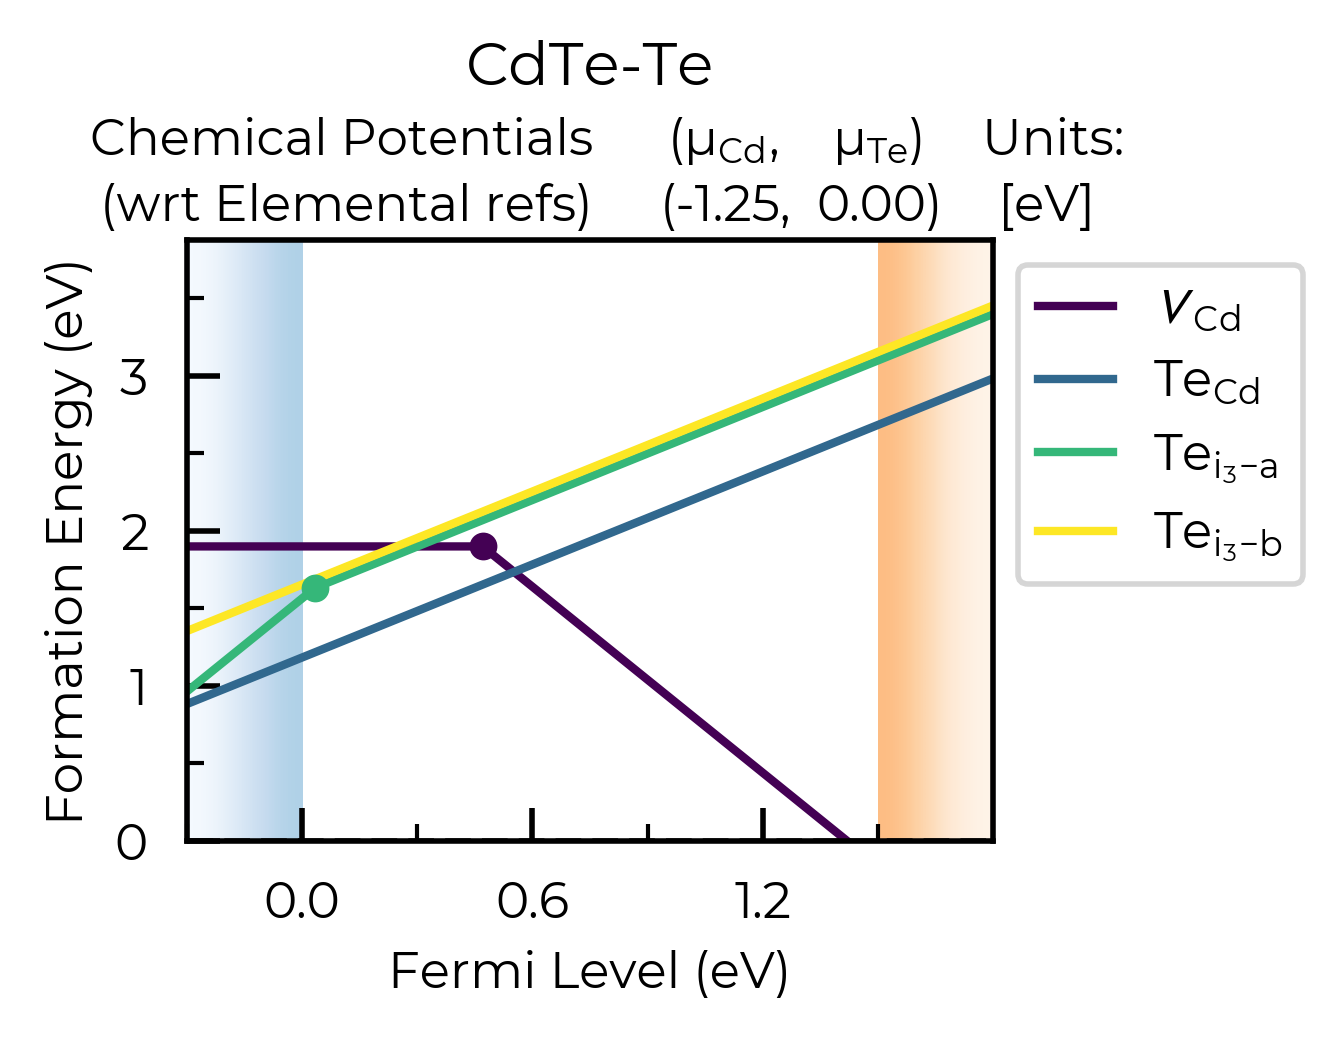 CdTe-Te
Chemical Potentials (μCd, μTe) Units:
(wrt Elemental refs) (-1.25, 0.00) [eV]
Formation Energy (eV)
3
2
1
0
0.0 0.6 1.2
Fermi Level (eV)
VCd
TeCd
Tei3−a
Tei3−b